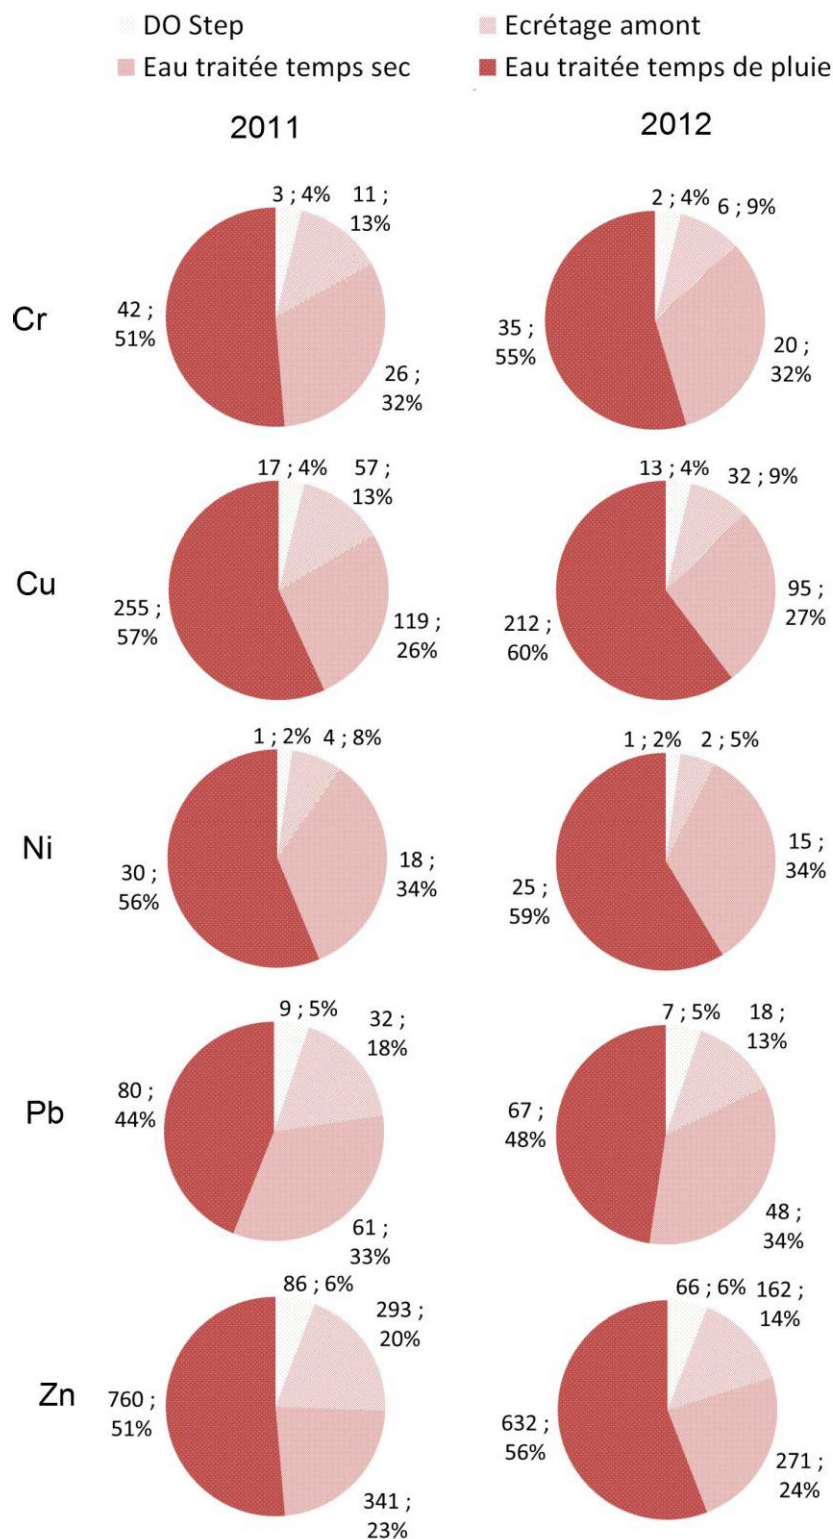 DO Step
Ecrétage amont
Eau traitée temps sec
Eau traitée temps de pluie
2011
2012
Cr
3 ; 4%
11 ;
13%
26 ;
32%
42 ;
51%
2 ; 4%
6 ; 9%
20 ;
32%
35 ;
55%
Cu
17 ; 4%
57 ;
13%
119 ;
26%
255 ;
57%
13 ; 4%
32 ; 9%
95 ;
27%
212 ;
60%
Ni
1 ; 2%
4 ; 8%
18 ;
34%
30 ;
56%
1 ; 2%
2 ; 5%
15 ;
34%
25 ;
59%
Pb
9 ; 5%
32 ;
18%
61 ;
33%
80 ;
44%
7 ; 5%
18 ;
13%
48 ;
34%
67 ;
48%
Zn
86 ; 6%
293 ;
20%
341 ;
23%
760 ;
51%
66 ; 6%
162 ;
14%
271 ;
24%
632 ;
56%